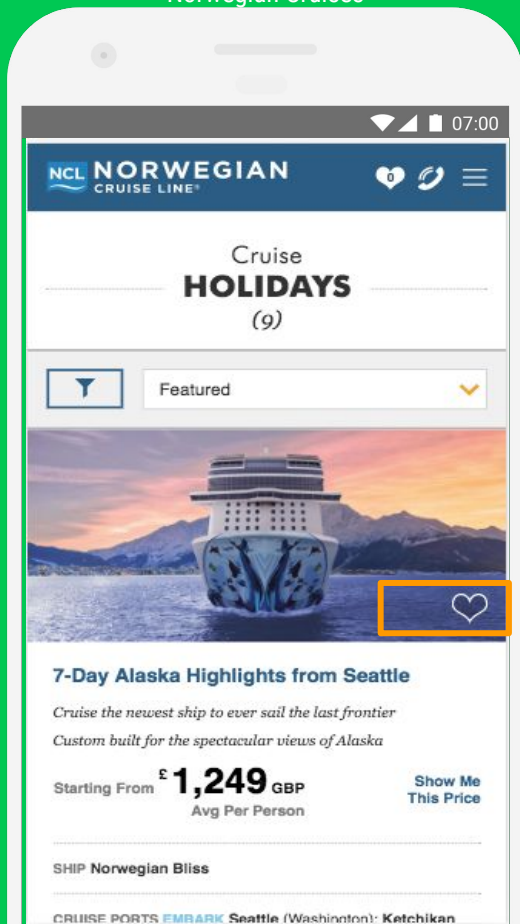 Norwegian Cruises
07:00
NCL NORWEGIAN
CRUISE LINE®
0
Cruise
HOLIDAYS
(9)
Featured
7-Day Alaska Highlights from Seattle
Cruise the newest ship to ever sail the last frontier
Custom built for the spectacular views of Alaska
Starting From £1,249 GBP
Avg Per Person
Show Me
This Price
SHIP Norwegian Bliss
CRUISE PORTS EMBARK Seattle (Washington); Ketchikan